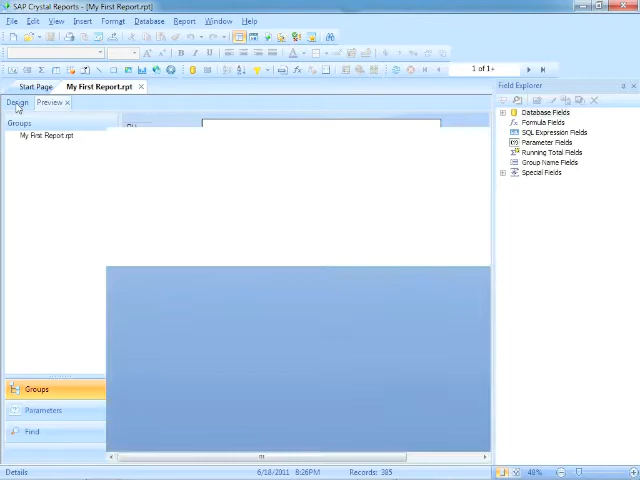 SAP Crystal Reports - [My First Report.rpt]
File Edit View Insert Format Database Report Window Help
1 of 1+
Start Page My First Report.rpt
Field Explorer
Design Preview
Database Fields
Formula Fields
SQL Expression Fields
Parameter Fields
Running Total Fields
Group Name Fields
Special Fields
Groups
My First Report.rpt
Groups
Parameters
Find
Details 6/18/2011 8:26PM Records: 385 48%